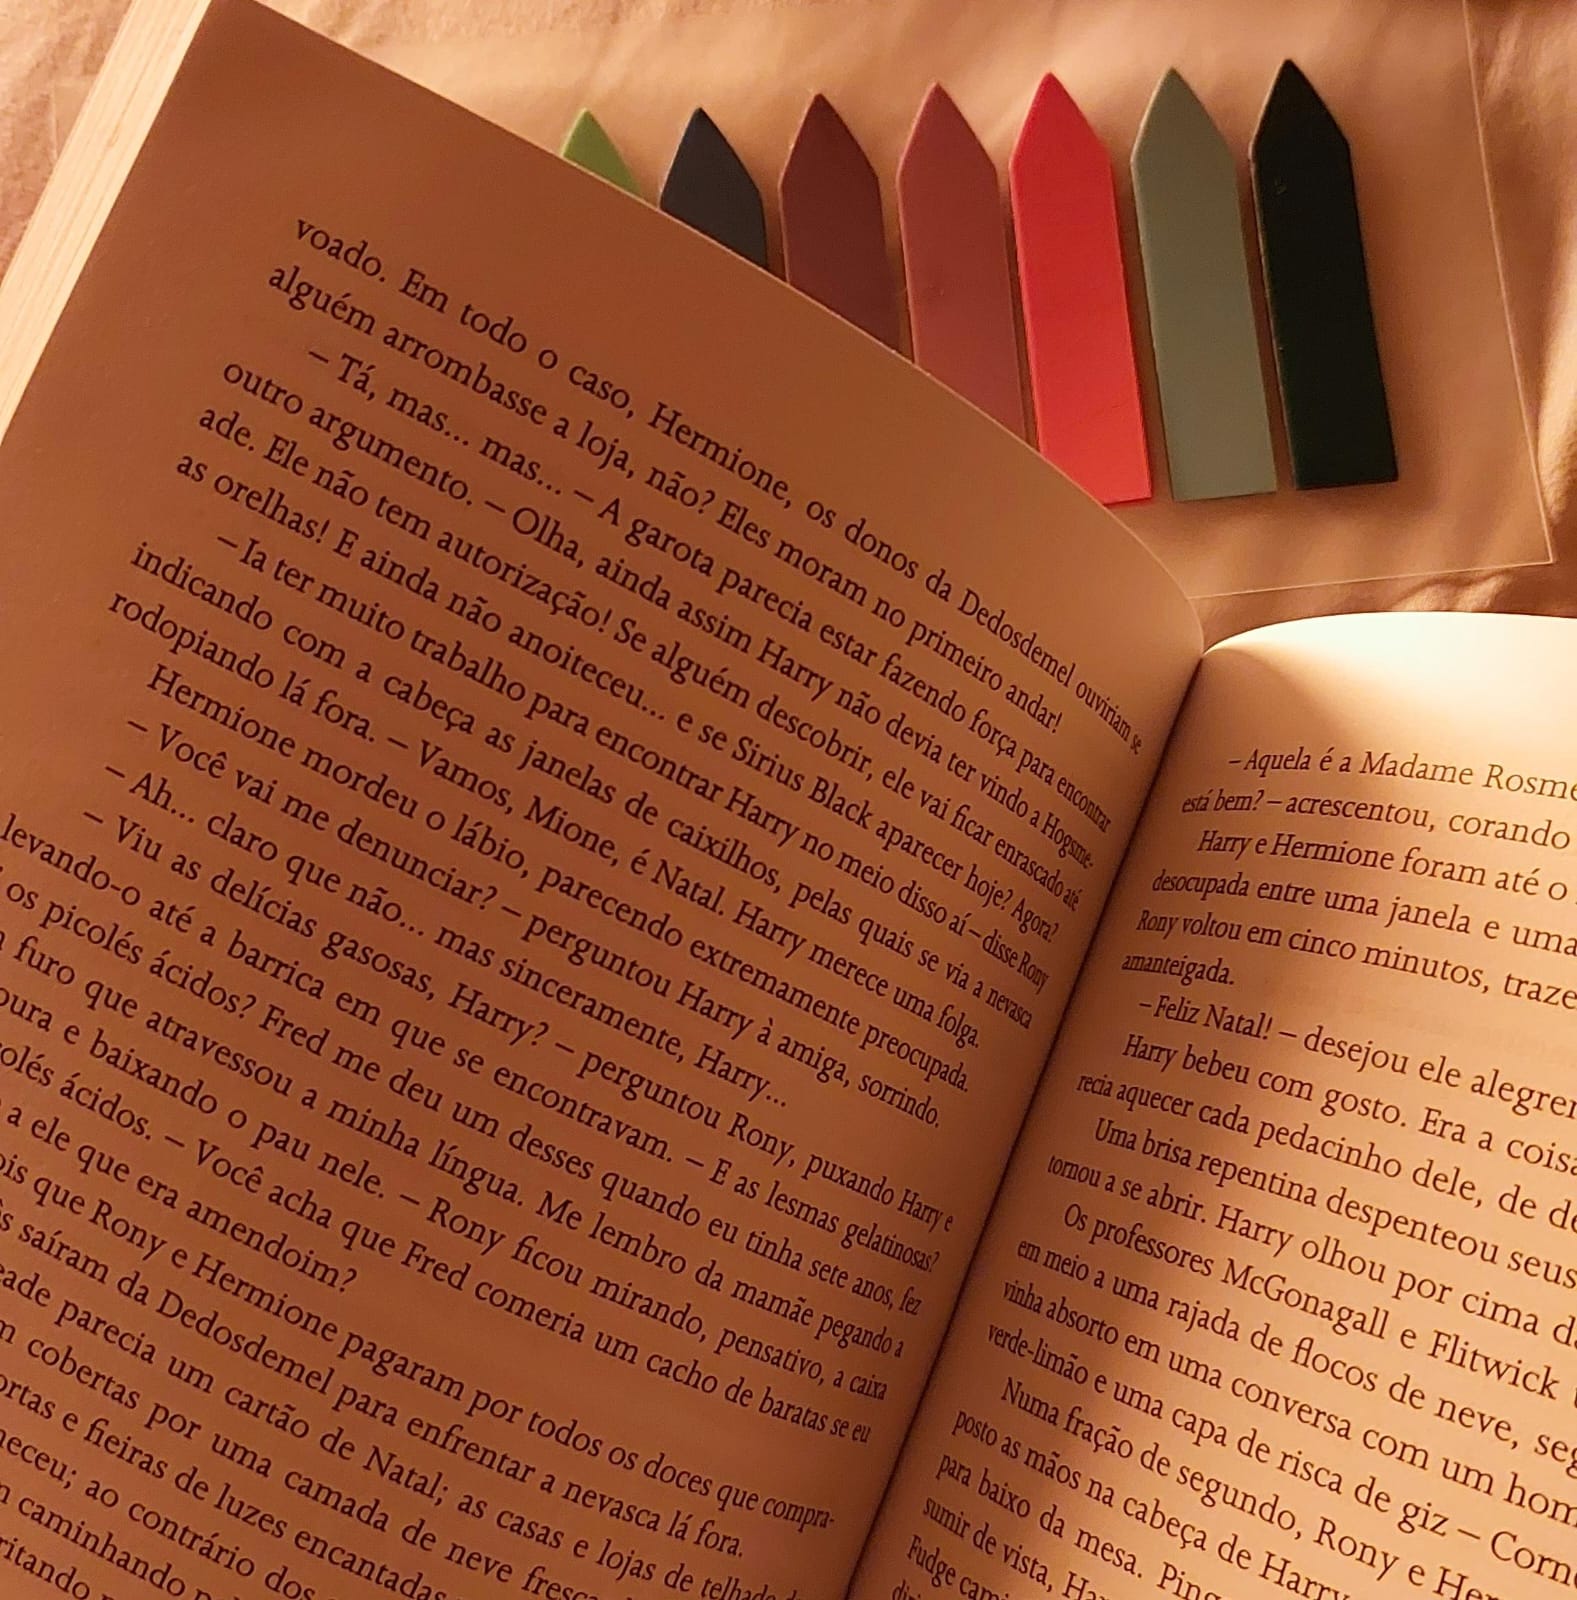 voado. Em todo o caso, Hermione, os donos da Dedosdemel ouviriam se
alguém arrombasse a loja, não? Eles moram no primeiro andar!
– Tá, mas... mas... – A garota parecia estar fazendo força para encontrar
outro argumento. – Olha, ainda assim Harry não devia ter vindo a Hogsme-
ade. Ele não tem autorização! Se alguém descobrir, ele vai ficar enrascado até
as orelhas! E ainda não anoiteceu... e se Sirius Black aparecer hoje? Agora?
– Ia ter muito trabalho para encontrar Harry no meio disso aí – disse Rony
indicando com a cabeça as janelas de caixilhos, pelas quais se via a nevasca
rodopiando lá fora. – Vamos, Mione, é Natal. Harry merece uma folga.
Hermione mordeu o lábio, parecendo extremamente preocupada.
– Você vai me denunciar? – perguntou Harry à amiga, sorrindo.
– Ah... claro que não... mas sinceramente, Harry...
– Viu as delícias gasosas, Harry? – perguntou Rony, puxando Harry e
levando-o até a barrica em que se encontravam. – E as lesmas gelatinosas?
os picolés ácidos? Fred me deu um desses quando eu tinha sete anos, fez
furo que atravessou a minha língua. Me lembro da mamãe pegando a
e baixando o pau nele. – Rony ficou mirando, pensativo, a caixa
ácidos. – Você acha que Fred comeria um cacho de baratas se eu
a ele que era amendoim?
que Rony e Hermione pagaram por todos os doces que compra-
saíram da Dedosdemel para enfrentar a nevasca lá fora.
parecia um cartão de Natal; as casas e lojas de telhado
cobertas por uma camada de neve
e fieiras de luzes encantadas
ao contrário dos
caminhando
– Aquela é a Madame
está bem? – acrescentou, corando
Harry e Hermione foram até o
desocupada entre uma janela e uma
Rony voltou em cinco minutos,
amanteigada.
– Feliz Natal! – desejou ele
Harry bebeu com gosto. Era a
recia aquecer cada pedacinho dele, de
Uma brisa repentina despenteou seus
tornou a se abrir. Harry olhou por cima
Os professores McGonagall e Flitwick
em meio a uma rajada de flocos de neve,
vinha absorto em uma conversa com um
verde-limão e uma capa de risca de giz –
Numa fração de segundo, Rony e
posto as mãos na cabeça de Harry
para baixo da mesa.
sumir de vista,
Fudge